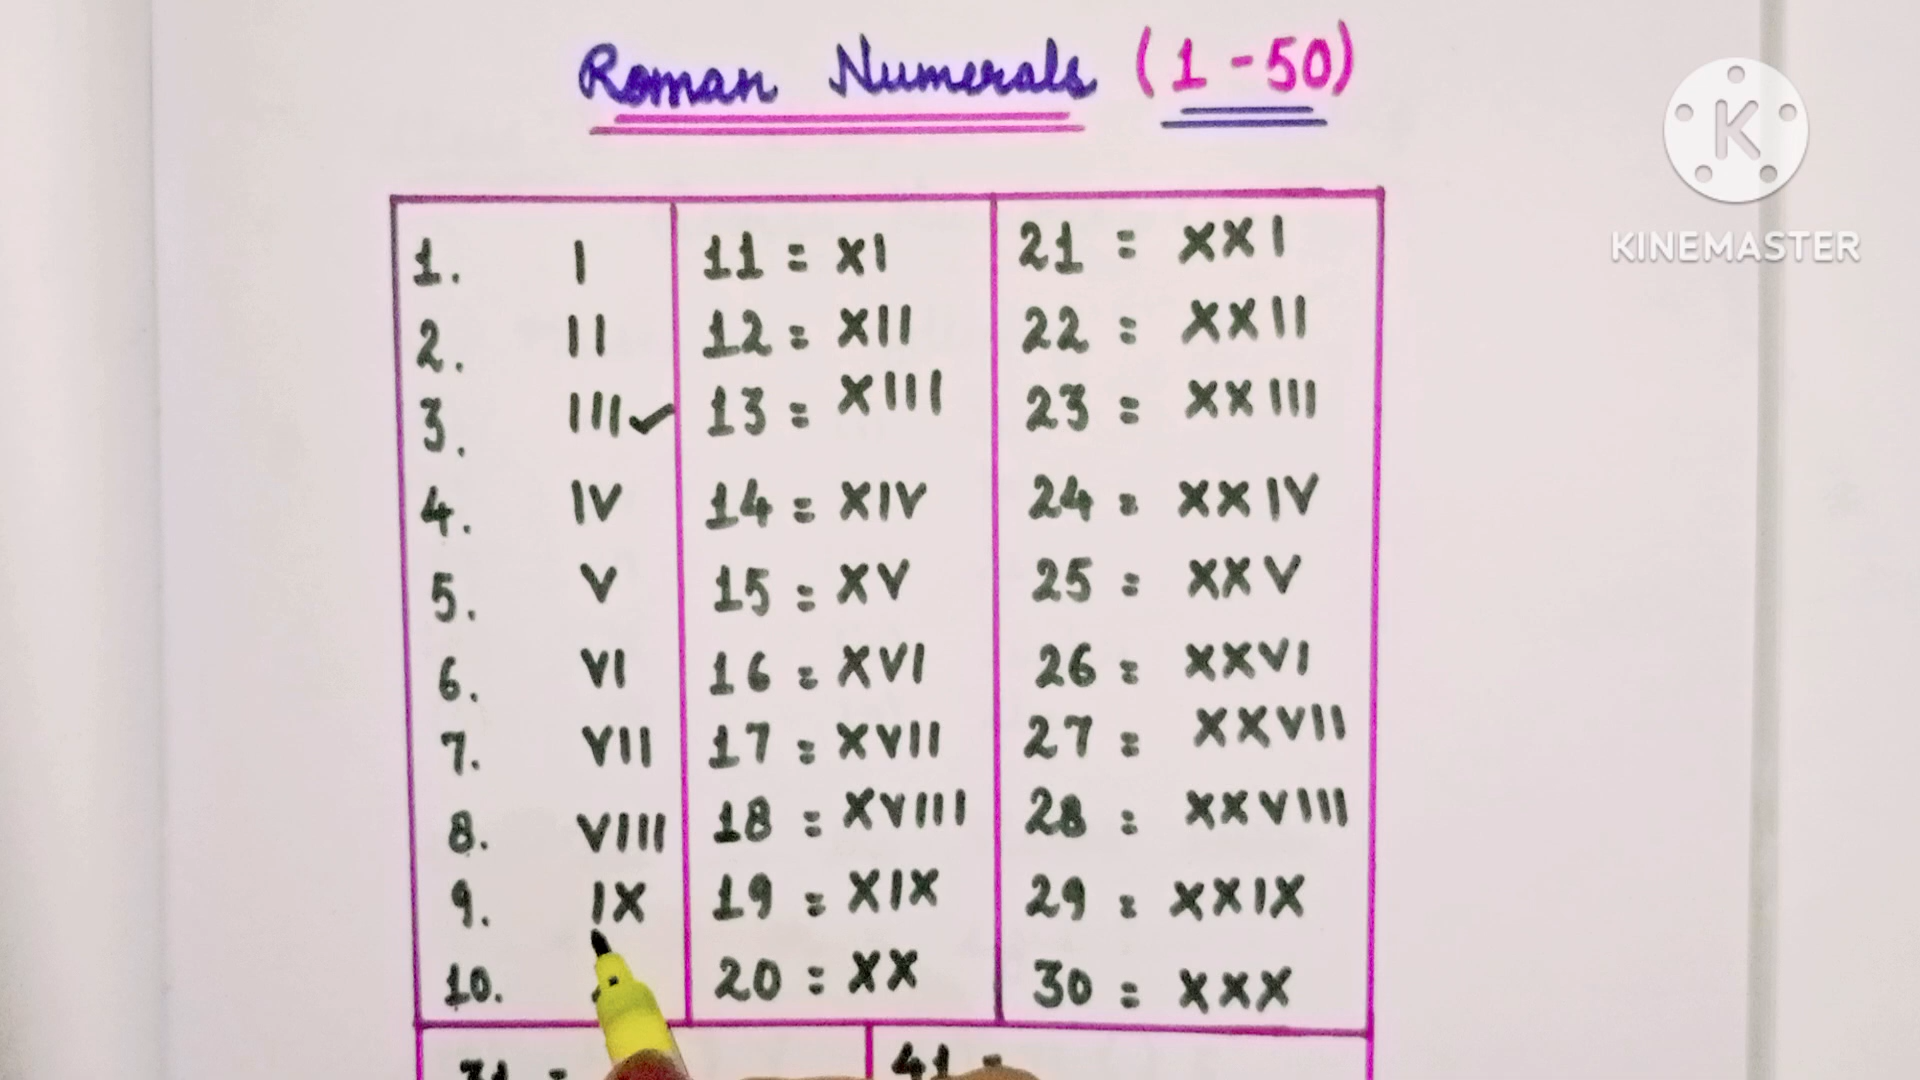 Roman Numerals (1-50)
K
KINEMASTER
1. I
2. II
3. III
4. IV
5. V
6. VI
7. VII
8. VIII
9. IX
10.
11 = XI
12 = XII
13 = XIII
14 = XIV
15 = XV
16 = XVI
17 = XVII
18 = XVIII
19 = XIX
20 = XX
21 = XXI
22 = XXII
23 = XXIII
24 = XXIV
25 = XXV
26 = XXVI
27 = XXVII
28 = XXVIII
29 = XXIX
30 = XXX
31 =
41 =